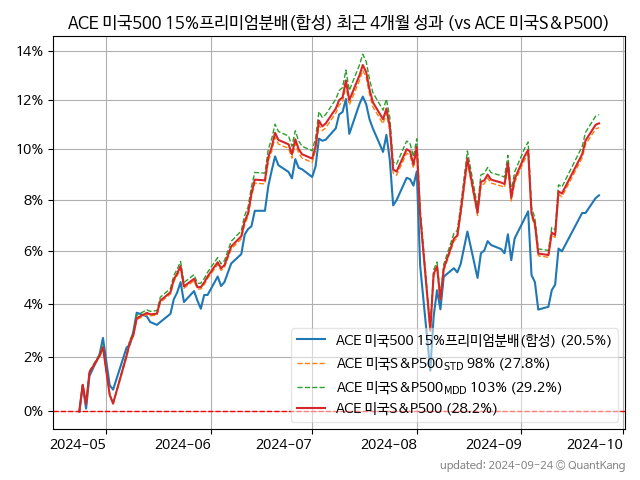 ACE 미국500 15%프리미엄분배(합성) 최근 4개월 성과 (vs ACE 미국S&P500)
14%
12%
10%
8%
6%
4%
2%
0%
ACE 미국500 15%프리미엄분배(합성) (20.5%)
ACE 미국S&P500STD 98% (27.8%)
ACE 미국S&P500MDD 103% (29.2%)
ACE 미국S&P500 (28.2%)
2024-05 2024-06 2024-07 2024-08 2024-09 2024-10
updated: 2024-09-24 © QuantKang